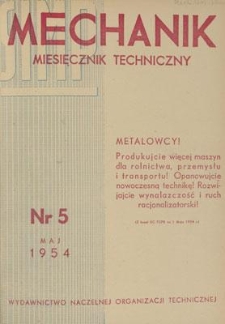 SIMP
MECHANIK
MIESIĘCZNIK TECHNICZNY
METALOWCY!
Produkujcie więcej maszyn
dla rolnictwa, przemysłu
i transportu! Opanowujcie
nowoczesną technikę! Rozwi-
jajcie wynalazczość i ruch
racjonalizatorski!
Nr 5
MAJ
1954
WYDAWNICTWO NACZELNEJ ORGANIZACJI TECHNICZNEJ